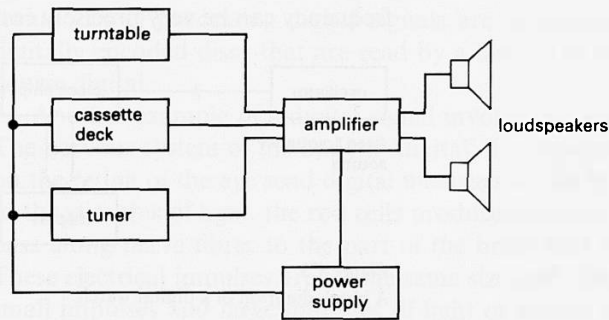 turntable
cassette
deck
tuner
amplifier
loudspeakers
power
supply